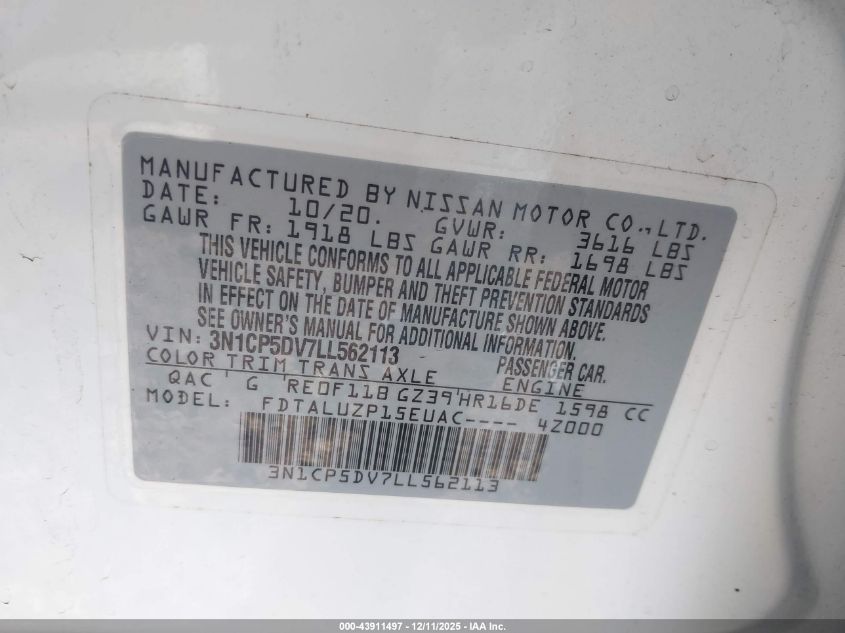 MANUFACTURED BY NISSAN MOTOR CO.,LTD.
DATE: 10/20. GVWR: 3616 LBS
GAWR FR: 1918 LBS GAWR RR: 1698 LBS
THIS VEHICLE CONFORMS TO ALL APPLICABLE FEDERAL MOTOR
VEHICLE SAFETY, BUMPER AND THEFT PREVENTION STANDARDS
IN EFFECT ON THE DATE OF MANUFACTURE SHOWN ABOVE.
SEE OWNER'S MANUAL FOR ADDITIONAL INFORMATION.
VIN: 3N1CP5DV7LL562113 PASSENGER CAR.
COLOR TRIM TRANS AXLE ENGINE
QAC ' G 'RE0F11B GZ39'HR16DE 1598 CC
MODEL: FDTALUZP15EUAC---- 4Z000
3N1CP5DV7LL562113
000-43911497 - 12/11/2025 - IAA Inc.